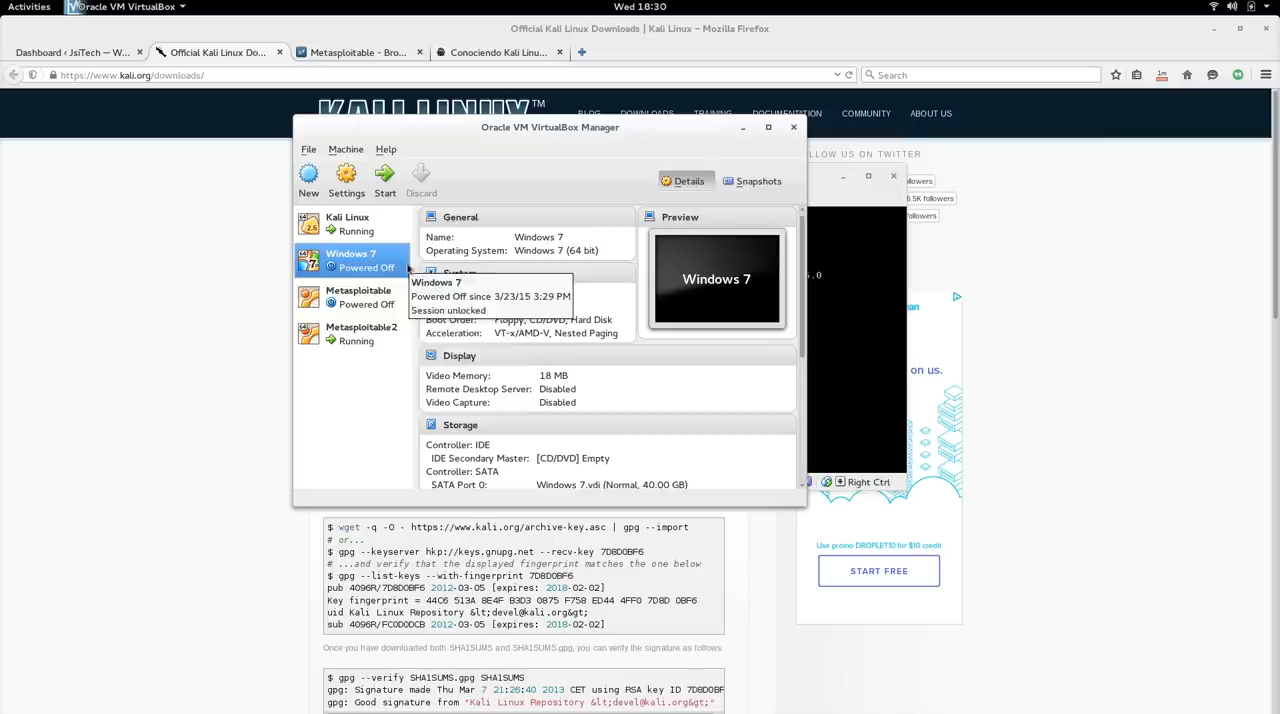 Activities
Oracle VM VirtualBox
Wed 18:30
Official Kali Linux Downloads | Kali Linux – Mozilla Firefox
Dashboard ‹ JsiTech — W...
Official Kali Linux Do...
Metasploitable - Bro...
Conociendo Kali Linu...
https://www.kali.org/downloads/
Search
KALI LINUX™
BLOG DOWNLOADS TRAINING DOCUMENTATION COMMUNITY ABOUT US
Oracle VM VirtualBox Manager
LLOW US ON TWITTER
File Machine Help
New Settings Start Discard
Details Snapshots
llowers
6.5K followers
ollowers
Kali Linux
Running
Windows 7
Powered Off
Metasploitable
Powered Off
Metasploitable2
Running
General
Name: Windows 7
Operating System: Windows 7 (64 bit)
System
Windows 7
Powered Off since 3/23/15 3:29 PM
Session unlocked
Boot Order: Floppy, CD/DVD, Hard Disk
Acceleration: VT-x/AMD-V, Nested Paging
Preview
Windows 7
Display
Video Memory: 18 MB
Remote Desktop Server: Disabled
Video Capture: Disabled
Storage
Controller: IDE
IDE Secondary Master: [CD/DVD] Empty
Controller: SATA
SATA Port 0: Windows 7.vdi (Normal, 40.00 GB)
5.0
Right Ctrl
on us.
Use promo DROPLET10 for $10 credit
START FREE
$ wget -q -O - https://www.kali.org/archive-key.asc | gpg --import
# or...
$ gpg --keyserver hkp://keys.gnupg.net --recv-key 7D8D0BF6
# ...and verify that the displayed fingerprint matches the one below
$ gpg --list-keys --with-fingerprint 7D8D0BF6
pub 4096R/7D8D0BF6 2012-03-05 [expires: 2018-02-02]
Key fingerprint = 44C6 513A 8E4F B3D3 0875 F758 ED44 4FF0 7D8D 0BF6
uid Kali Linux Repository &lt;devel@kali.org&gt;
sub 4096R/FC0D0DCB 2012-03-05 [expires: 2018-02-02]
Once you have downloaded both SHA1SUMS and SHA1SUMS.gpg, you can verify the signature as follows:
$ gpg --verify SHA1SUMS.gpg SHA1SUMS
gpg: Signature made Thu Mar 7 21:26:40 2013 CET using RSA key ID 7D8D0BF
gpg: Good signature from "Kali Linux Repository &lt;devel@kali.org&gt;"